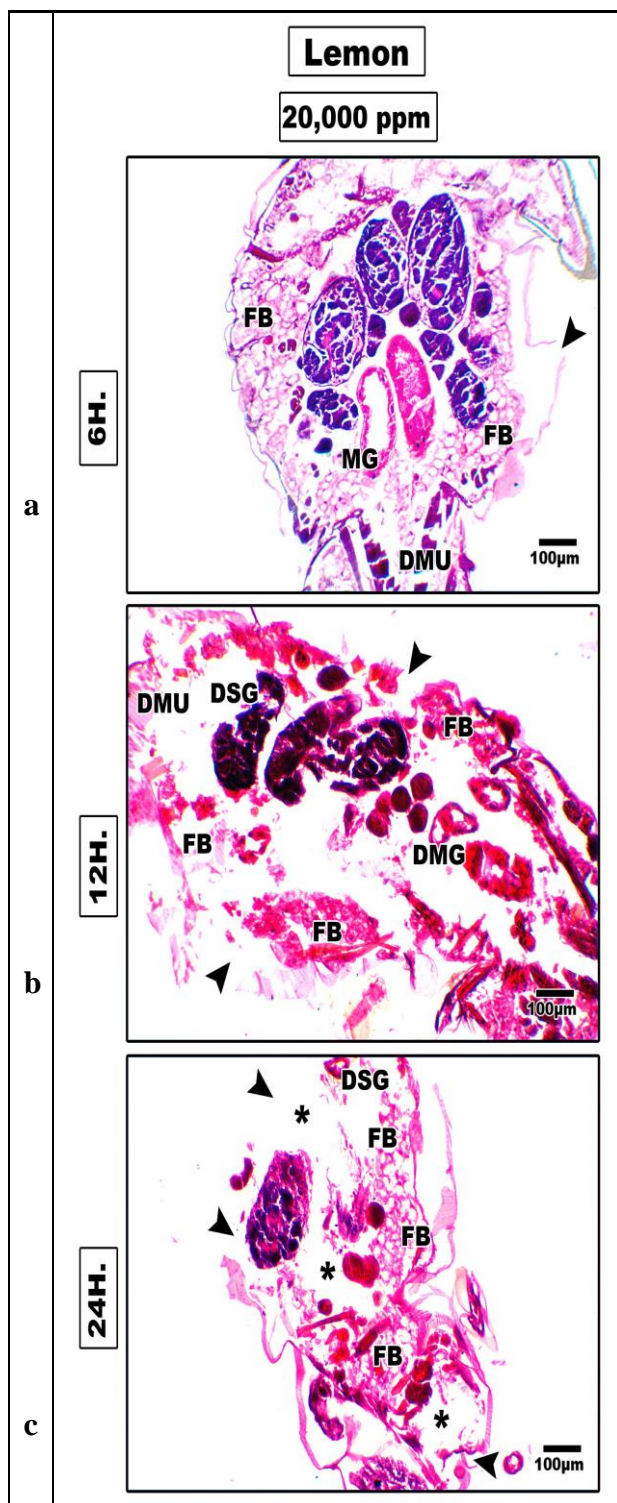 Lemon
20,000 ppm
6H.
a
FB
FB
MG
DMU
100µm
12H.
b
DMU
DSG
FB
FB
DMG
FB
100µm
24H.
c
DSG
*
FB
FB
*
FB
*
100µm